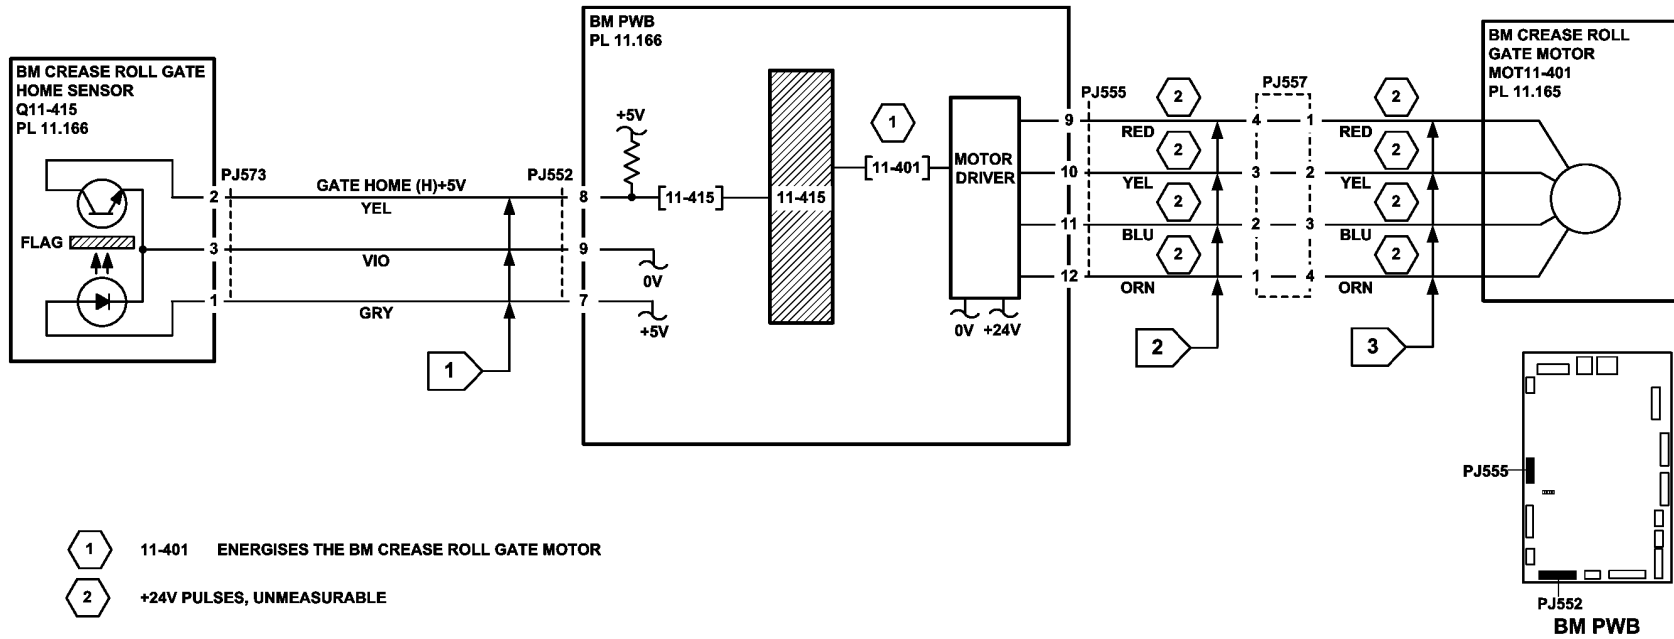 BM CREASE ROLL GATE
HOME SENSOR
Q11-415
PL 11.166
FLAG
2
3
1
PJ573
GATE HOME (H)+5V
YEL
VIO
GRY
1
PJ552
8
9
7
BM PWB
PL 11.166
+5V
11-415
0V
+5V
11-415
1
11-401
MOTOR
DRIVER
0V +24V
9
10
11
12
PJ555
2
RED
2
YEL
2
BLU
2
ORN
2
PJ557
4 1
3 2
2 3
1 4
2
RED
2
YEL
2
BLU
2
ORN
3
BM CREASE ROLL
GATE MOTOR
MOT11-401
PL 11.165
PJ555
PJ552
BM PWB
1 11-401 ENERGISES THE BM CREASE ROLL GATE MOTOR
2 +24V PULSES, UNMEASURABLE